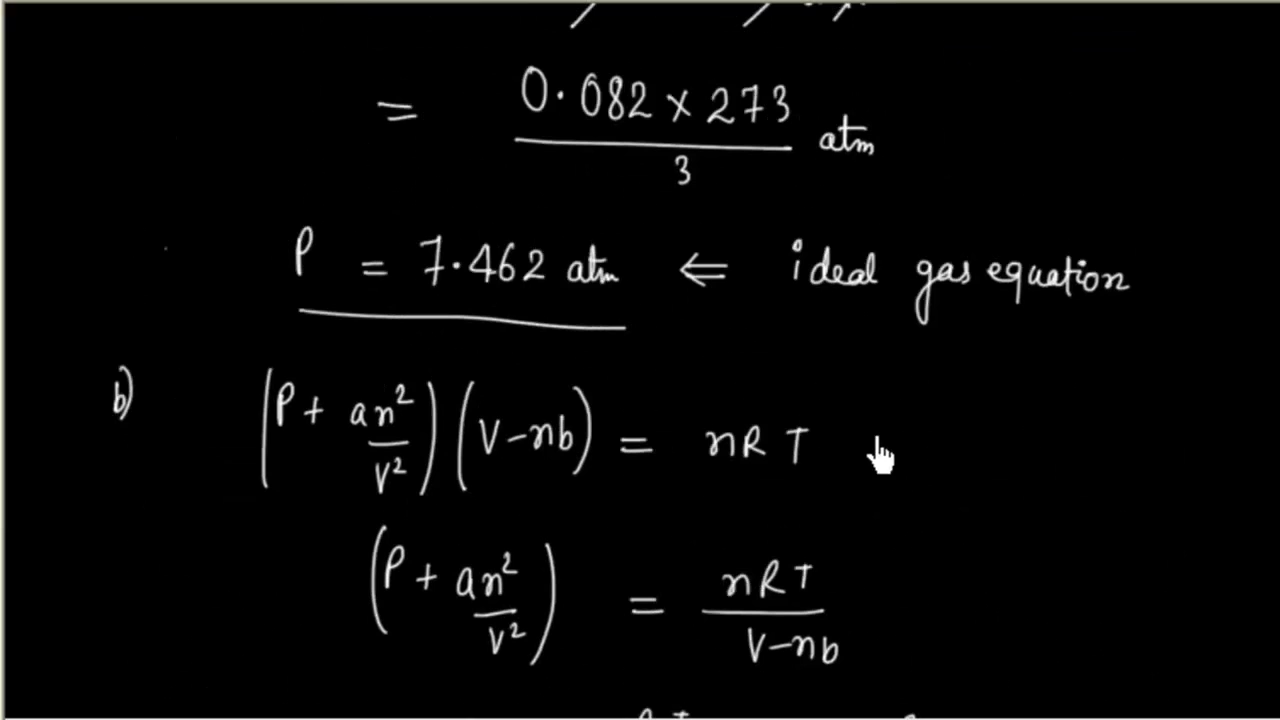 = 0.082 × 273 / 3 atm
P = 7.462 atm ⇐ ideal gas equation
b) (P + an²/V²)(V-nb) = nRT
(P + an²/V²) = nRT / V-nb